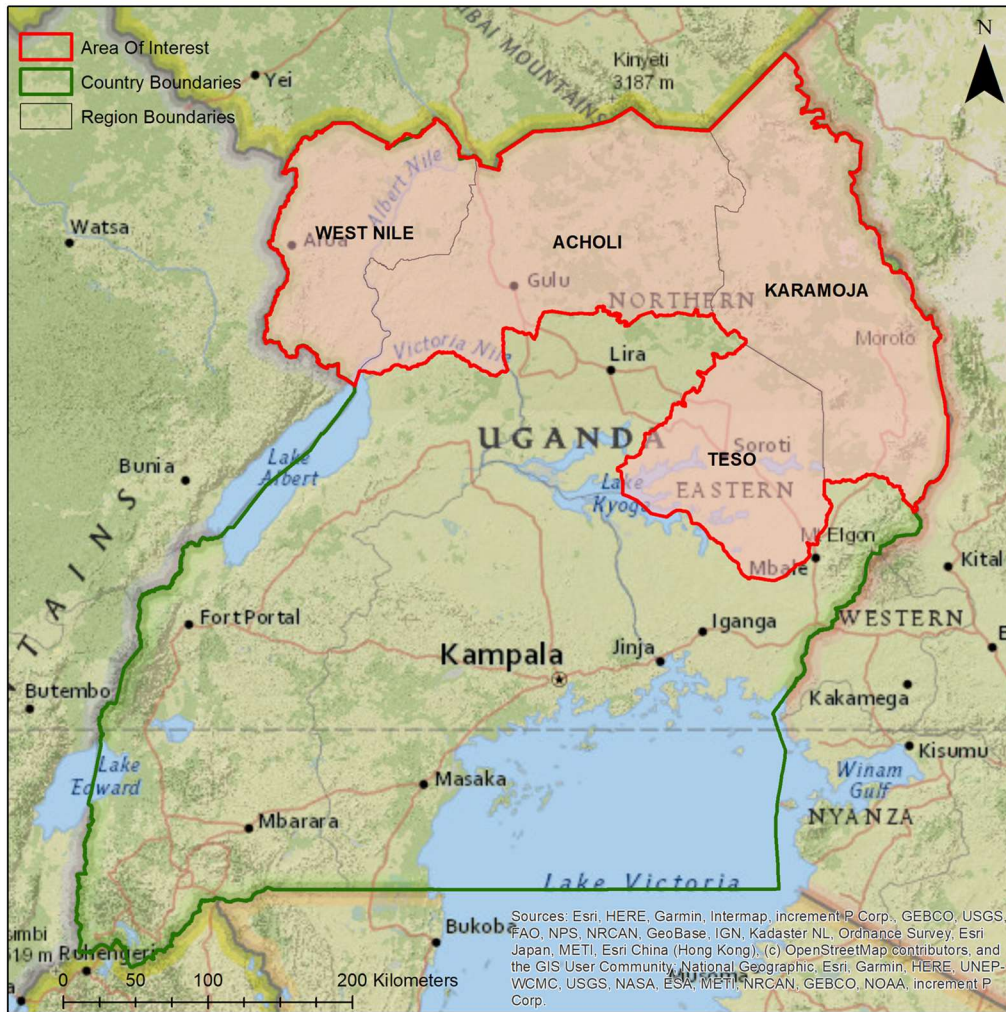 Area Of Interest
Country Boundaries
Region Boundaries
N
MOUNTAINS
Kinyeti
3187 m
Yei
Watsa
Albert Nile
WEST NILE
Arua
ACHOLI
Gulu
NORTHERN
KARAMOJA
Moroto
Victoria Nile
Lira
UGANDA
Bunia
Lake
Albert
Soroti
TESO
Lake
Kyoga
EASTERN
Mt Elgon
Mbale
Kital
TAINS
Fort Portal
Iganga
WESTERN
Kampala
Jinja
Butembo
Kakamega
Kisumu
Lake
Edward
Masaka
Winam
Gulf
Mbarara
NYANZA
Lake Victoria
Bukoba
Ruhengeri
Musoma
0 50 100 200 Kilometers
Sources: Esri, HERE, Garmin, Intermap, increment P Corp., GEBCO, USGS,
FAO, NPS, NRCAN, GeoBase, IGN, Kadaster NL, Ordnance Survey, Esri
Japan, METI, Esri China (Hong Kong), (c) OpenStreetMap contributors, and
the GIS User Community, National Geographic, Esri, Garmin, HERE, UNEP-
WCMC, USGS, NASA, ESA, METI, NRCAN, GEBCO, NOAA, increment P
Corp.